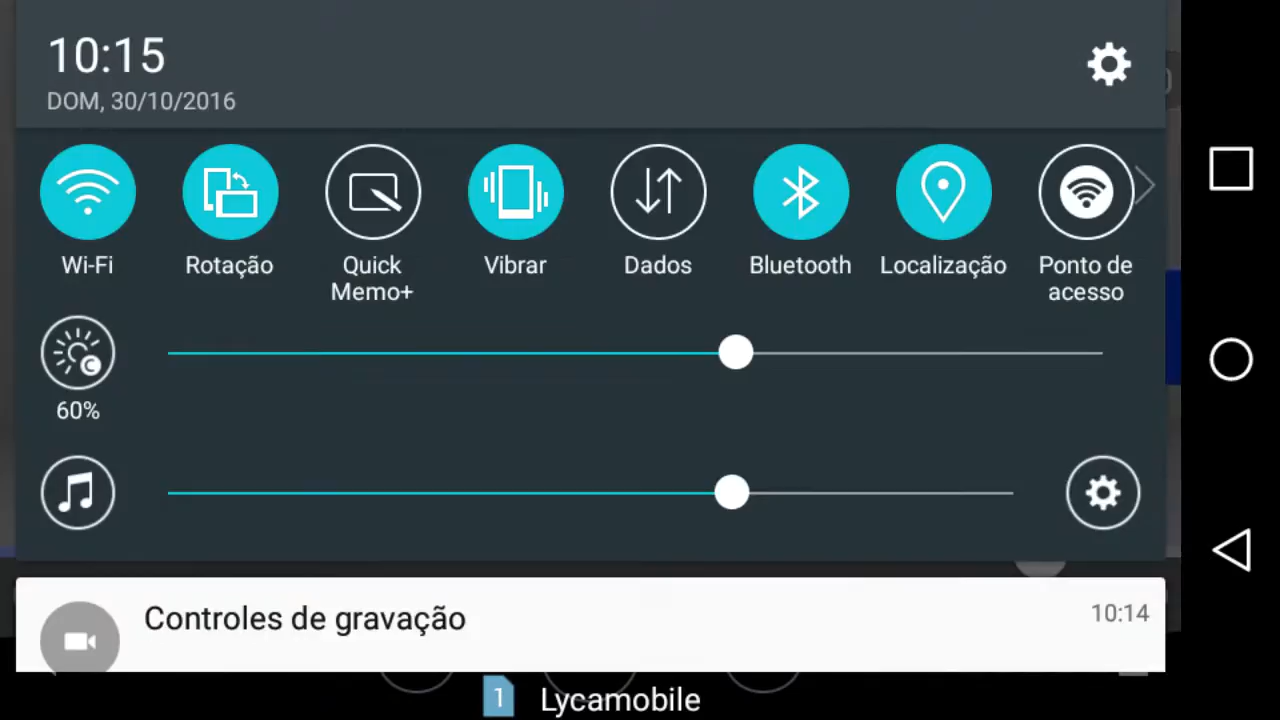 10:15
DOM, 30/10/2016
Wi-Fi
Rotação
Quick
Memo+
Vibrar
Dados
Bluetooth
Localização
Ponto de
acesso
60%
Controles de gravação
10:14
1
Lycamobile